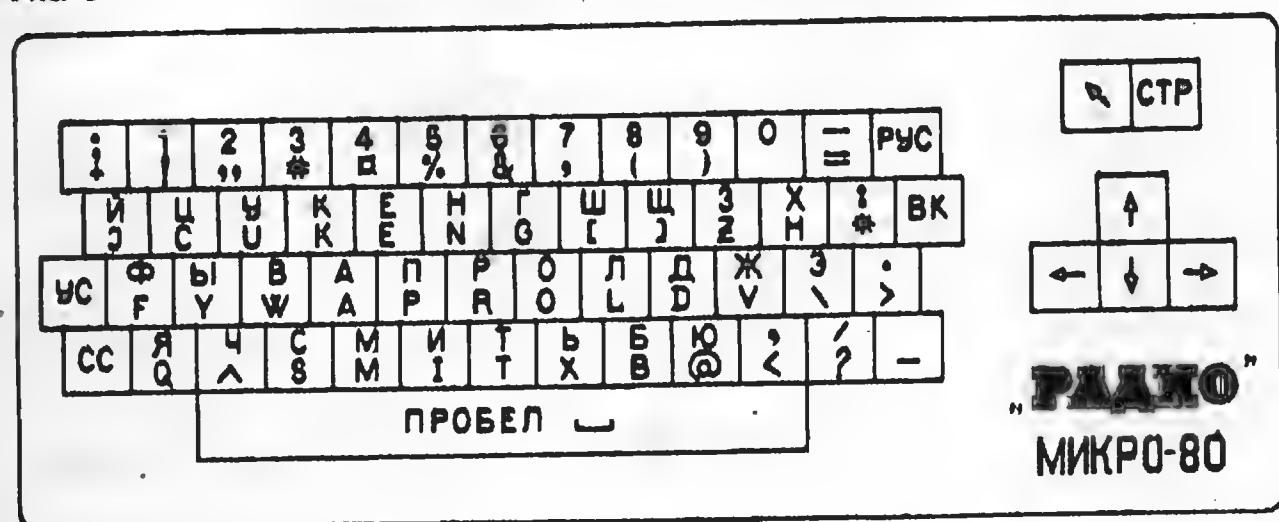 ; 1 2 3 4 5 6 7 8 9 0 — РУС
+ ! " # ¤ % & ' ( ) =
Й Ц У К Е Н Г Ш Щ З Х : ВК
J C U K E N G [ ] Z H *
УС Ф Ы В А П Р О Л Д Ж Э .
F Y W A P R O L D V \ >
СС Я Ч С М И Т Ь Б Ю , / _
Q ^ S M I T X B @ < ?
ПРОБЕЛ ⎵
↖ СТР
↑
← ↓ →
„РАДИО”
МИКРО-80